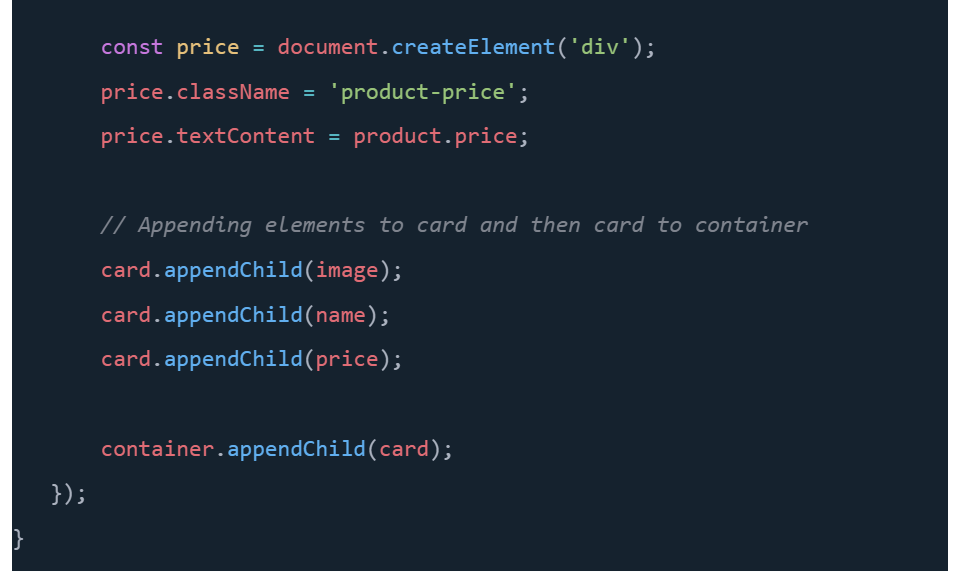 const price = document.createElement('div');
price.className = 'product-price';
price.textContent = product.price;
// Appending elements to card and then card to container
card.appendChild(image);
card.appendChild(name);
card.appendChild(price);
container.appendChild(card);
});
}